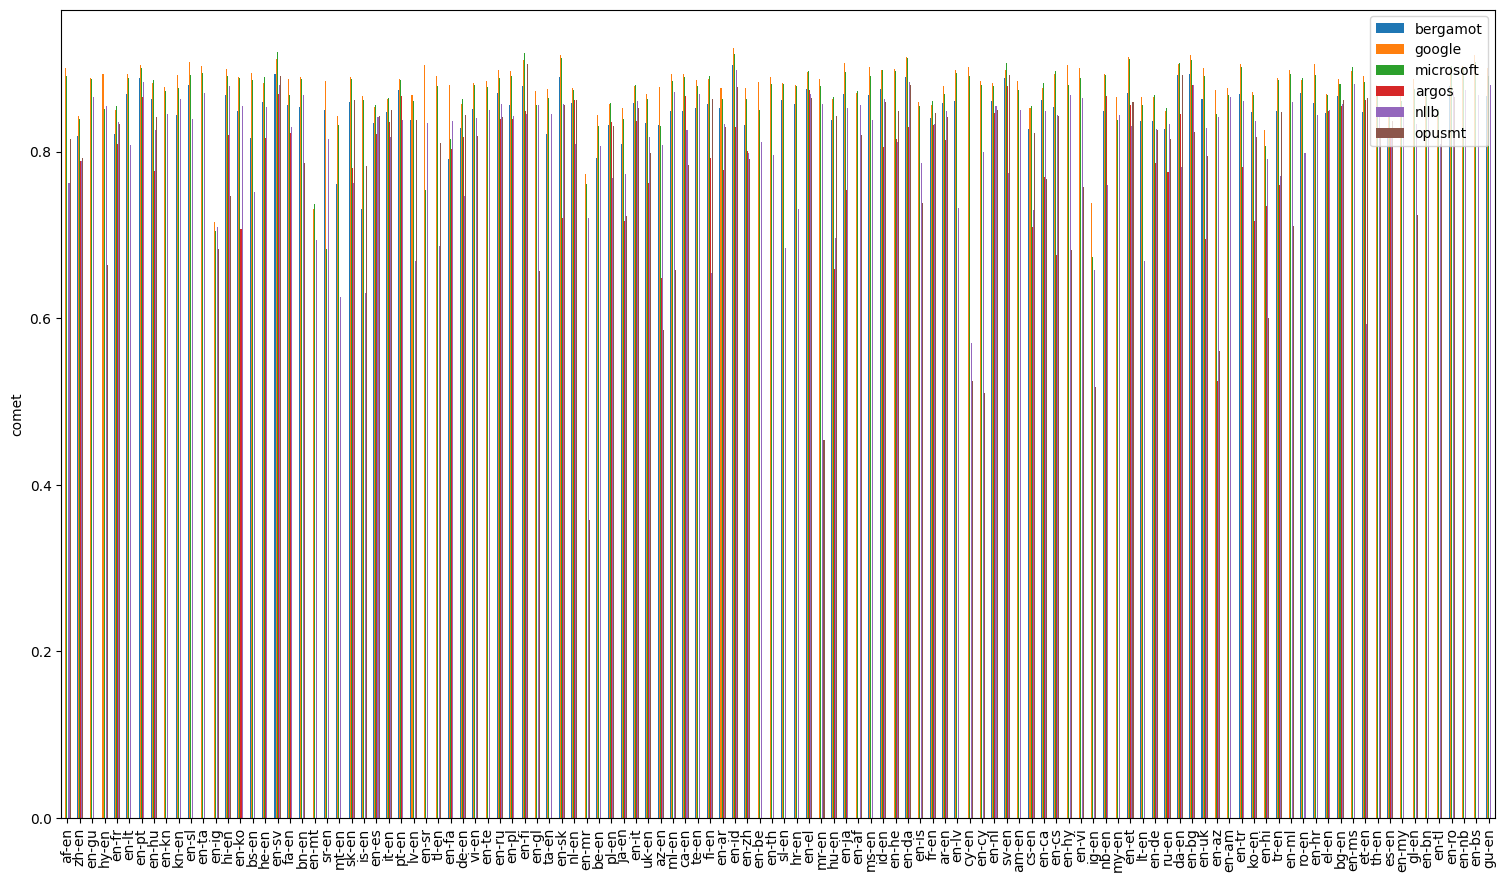 bergamot
google
microsoft
argos
nllb
opusmt
comet
0.8
0.6
0.4
0.2
0.0
af-en
zh-en
en-gu
hy-en
en-fr
en-lt
en-pt
en-hu
en-kn
kn-en
en-sl
en-ta
en-ig
hi-en
en-ko
bs-en
he-en
en-sv
fa-en
bn-en
en-mt
sr-en
mt-en
sk-en
is-en
en-es
it-en
pt-en
lv-en
en-sr
tl-en
en-fa
de-en
vi-en
en-te
en-ru
en-pl
en-fi
en-gl
ta-en
en-sk
nl-en
en-mr
be-en
pl-en
ja-en
en-it
uk-en
az-en
ml-en
ca-en
te-en
fi-en
en-ar
en-id
en-zh
en-be
en-th
sl-en
hr-en
en-el
mr-en
hu-en
en-ja
en-af
ms-en
id-en
en-he
en-da
en-is
fr-en
ar-en
en-lv
cy-en
en-cy
en-nl
sv-en
am-en
cs-en
en-ca
en-cs
en-hy
en-vi
ig-en
nb-en
my-en
en-et
lt-en
en-de
ru-en
da-en
en-bg
en-uk
en-az
en-am
en-tr
ko-en
en-hi
tr-en
en-ml
ro-en
en-hr
el-en
bg-en
en-ms
et-en
th-en
es-en
en-my
gl-en
en-bn
en-tl
en-ro
en-nb
en-bs
gu-en